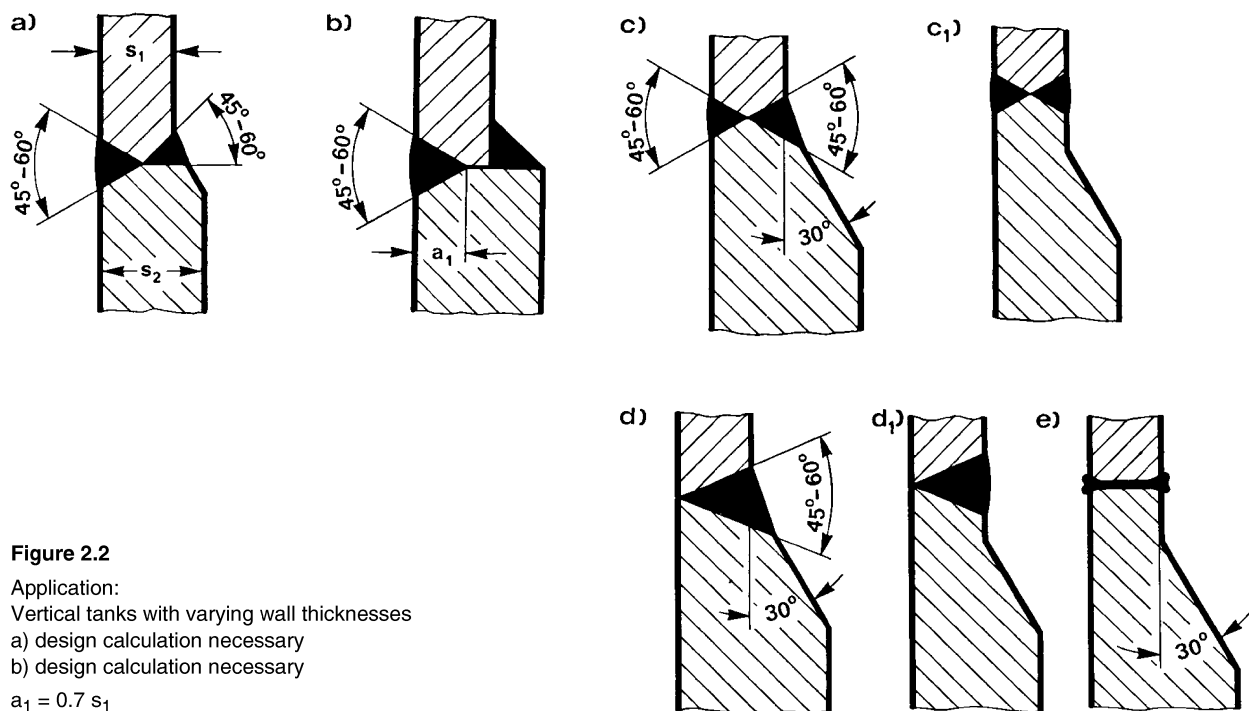 a)
s₁
45°–60°
45°–60°
s₂
b)
45°–60°
a₁
c)
45°–60°
45°–60°
30°
c₁)
d)
45°–60°
30°
d₁)
e)
30°
Figure 2.2
Application:
Vertical tanks with varying wall thicknesses
a) design calculation necessary
b) design calculation necessary
a₁ = 0.7 s₁